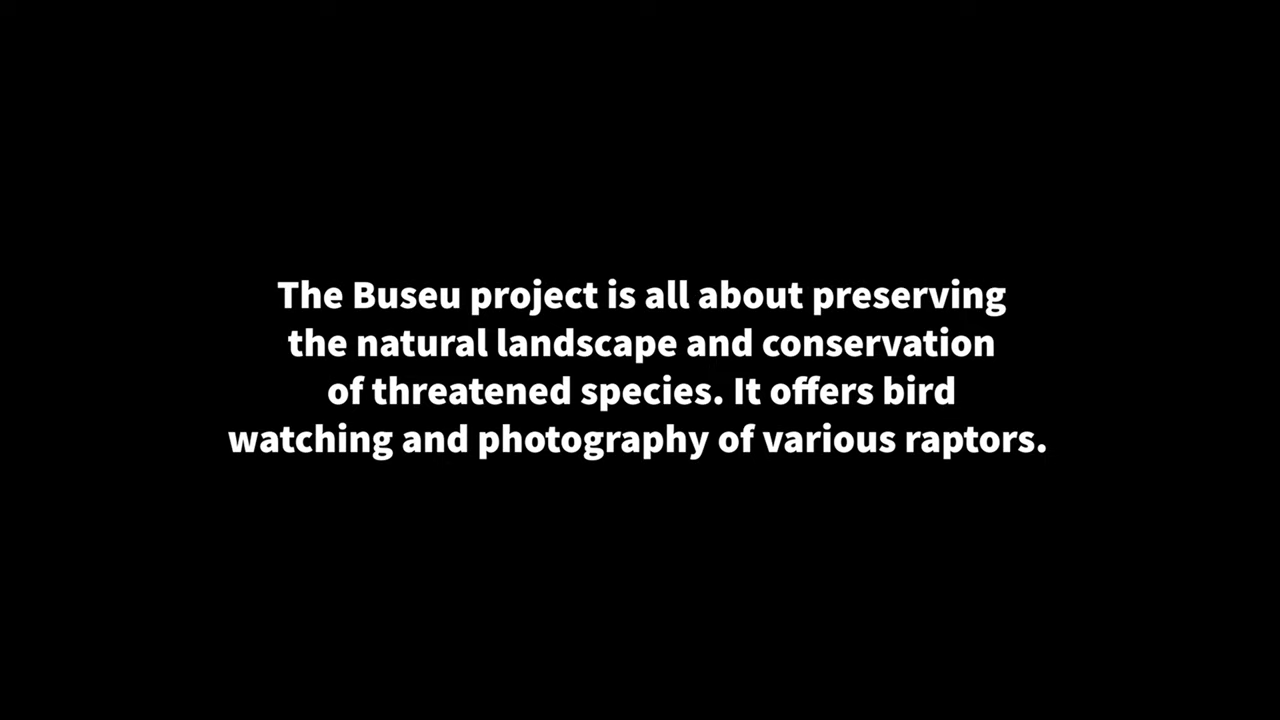 The Buseu project is all about preserving
the natural landscape and conservation
of threatened species. It offers bird
watching and photography of various raptors.